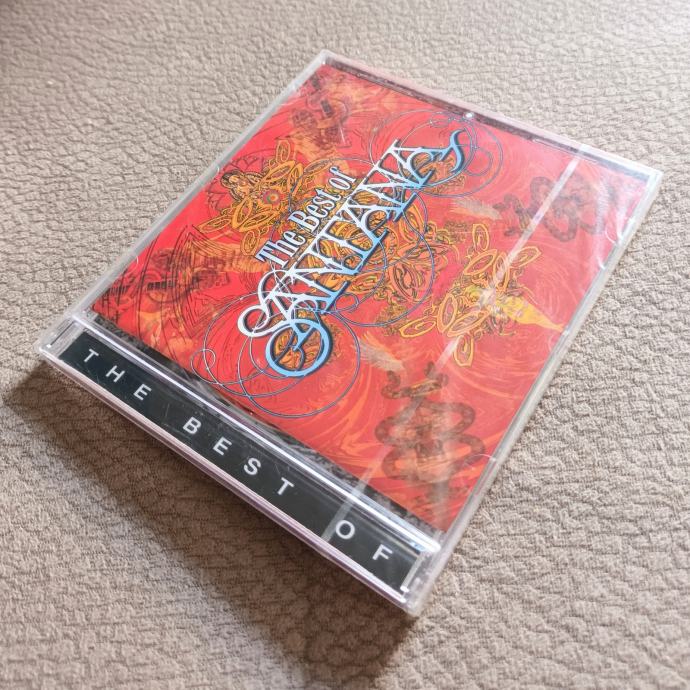 The Best of
SANTANA
THE BEST OF